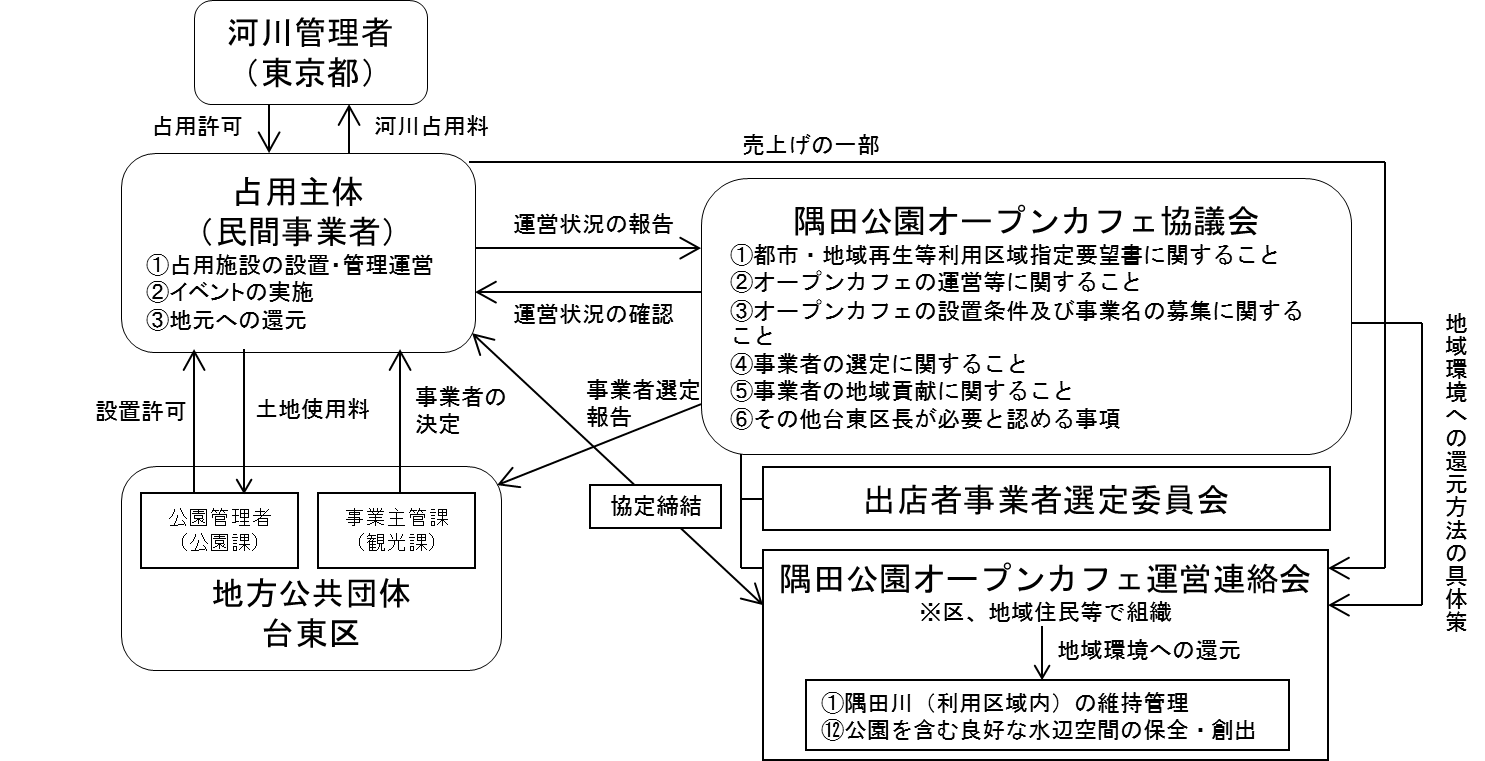 河川管理者
（東京都）
占用許可
河川占用料
売上げの一部
占用主体
（民間事業者）
①占用施設の設置・管理運営
②イベントの実施
③地元への還元
運営状況の報告
運営状況の確認
隅田公園オープンカフェ協議会
①都市・地域再生等利用区域指定要望書に関すること
②オープンカフェの運営等に関すること
③オープンカフェの設置条件及び事業名の募集に関する
こと
④事業者の選定に関すること
⑤事業者の地域貢献に関すること
⑥その他台東区長が必要と認める事項
地域環境への還元方法の具体策
設置許可
土地使用料
事業者の
決定
事業者選定
報告
協定締結
公園管理者
（公園課）
事業主管課
（観光課）
地方公共団体
台東区
出店者事業者選定委員会
隅田公園オープンカフェ運営連絡会
※区、地域住民等で組織
地域環境への還元
①隅田川（利用区域内）の維持管理
⑫公園を含む良好な水辺空間の保全・創出